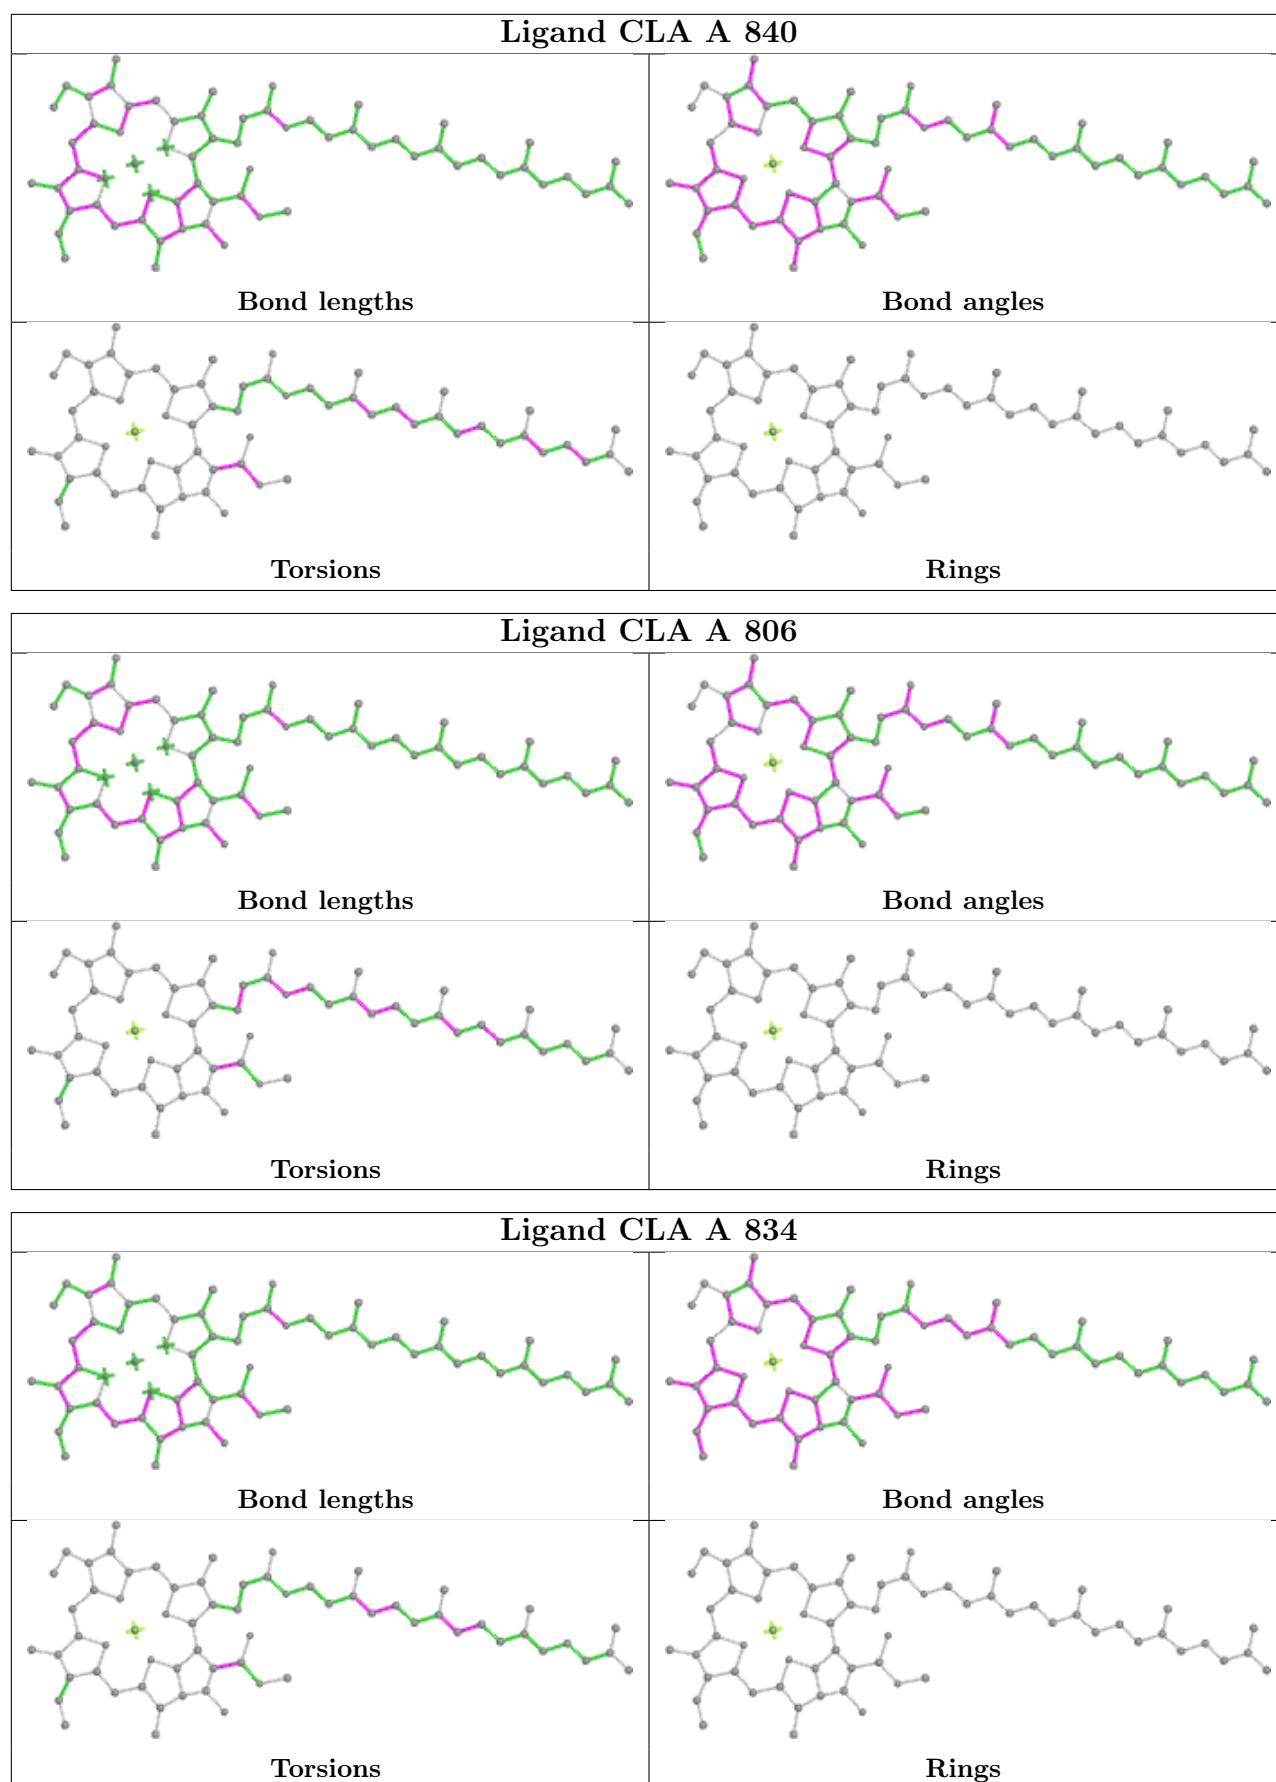 Ligand CLA A 840
Bond lengths
Bond angles
Torsions
Rings
Ligand CLA A 806
Bond lengths
Bond angles
Torsions
Rings
Ligand CLA A 834
Bond lengths
Bond angles
Torsions
Rings